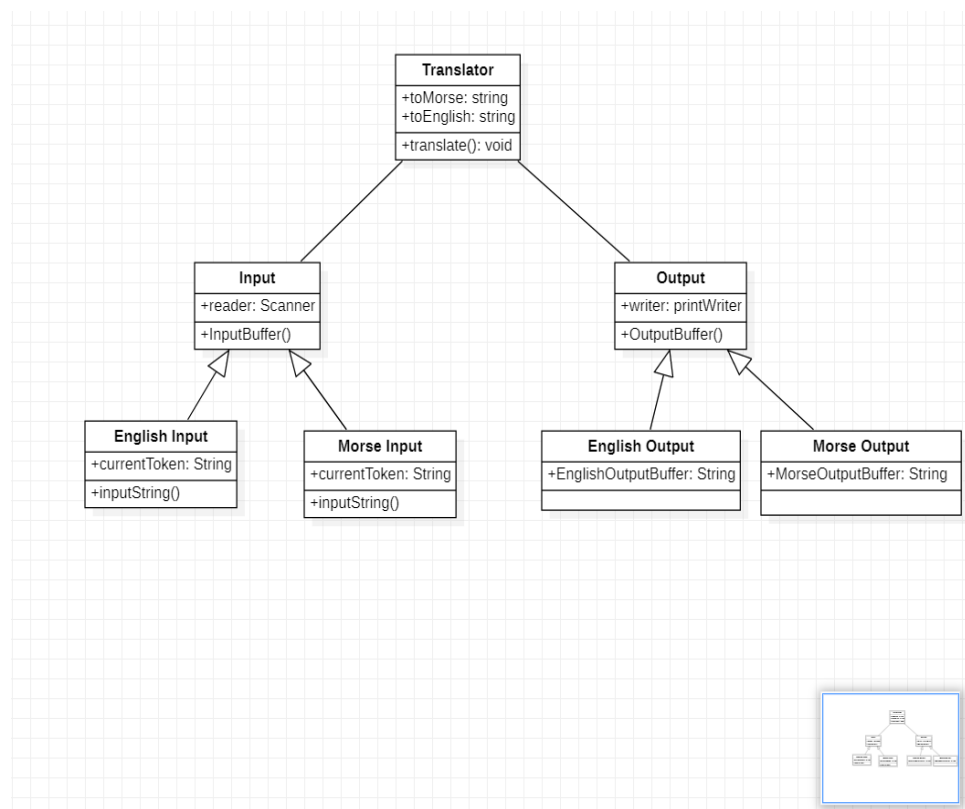 Translator
+toMorse: string
+toEnglish: string
+translate(): void
Input
+reader: Scanner
+InputBuffer()
Output
+writer: printWriter
+OutputBuffer()
English Input
+currentToken: String
+inputString()
Morse Input
+currentToken: String
+inputString()
English Output
+EnglishOutputBuffer: String
Morse Output
+MorseOutputBuffer: String